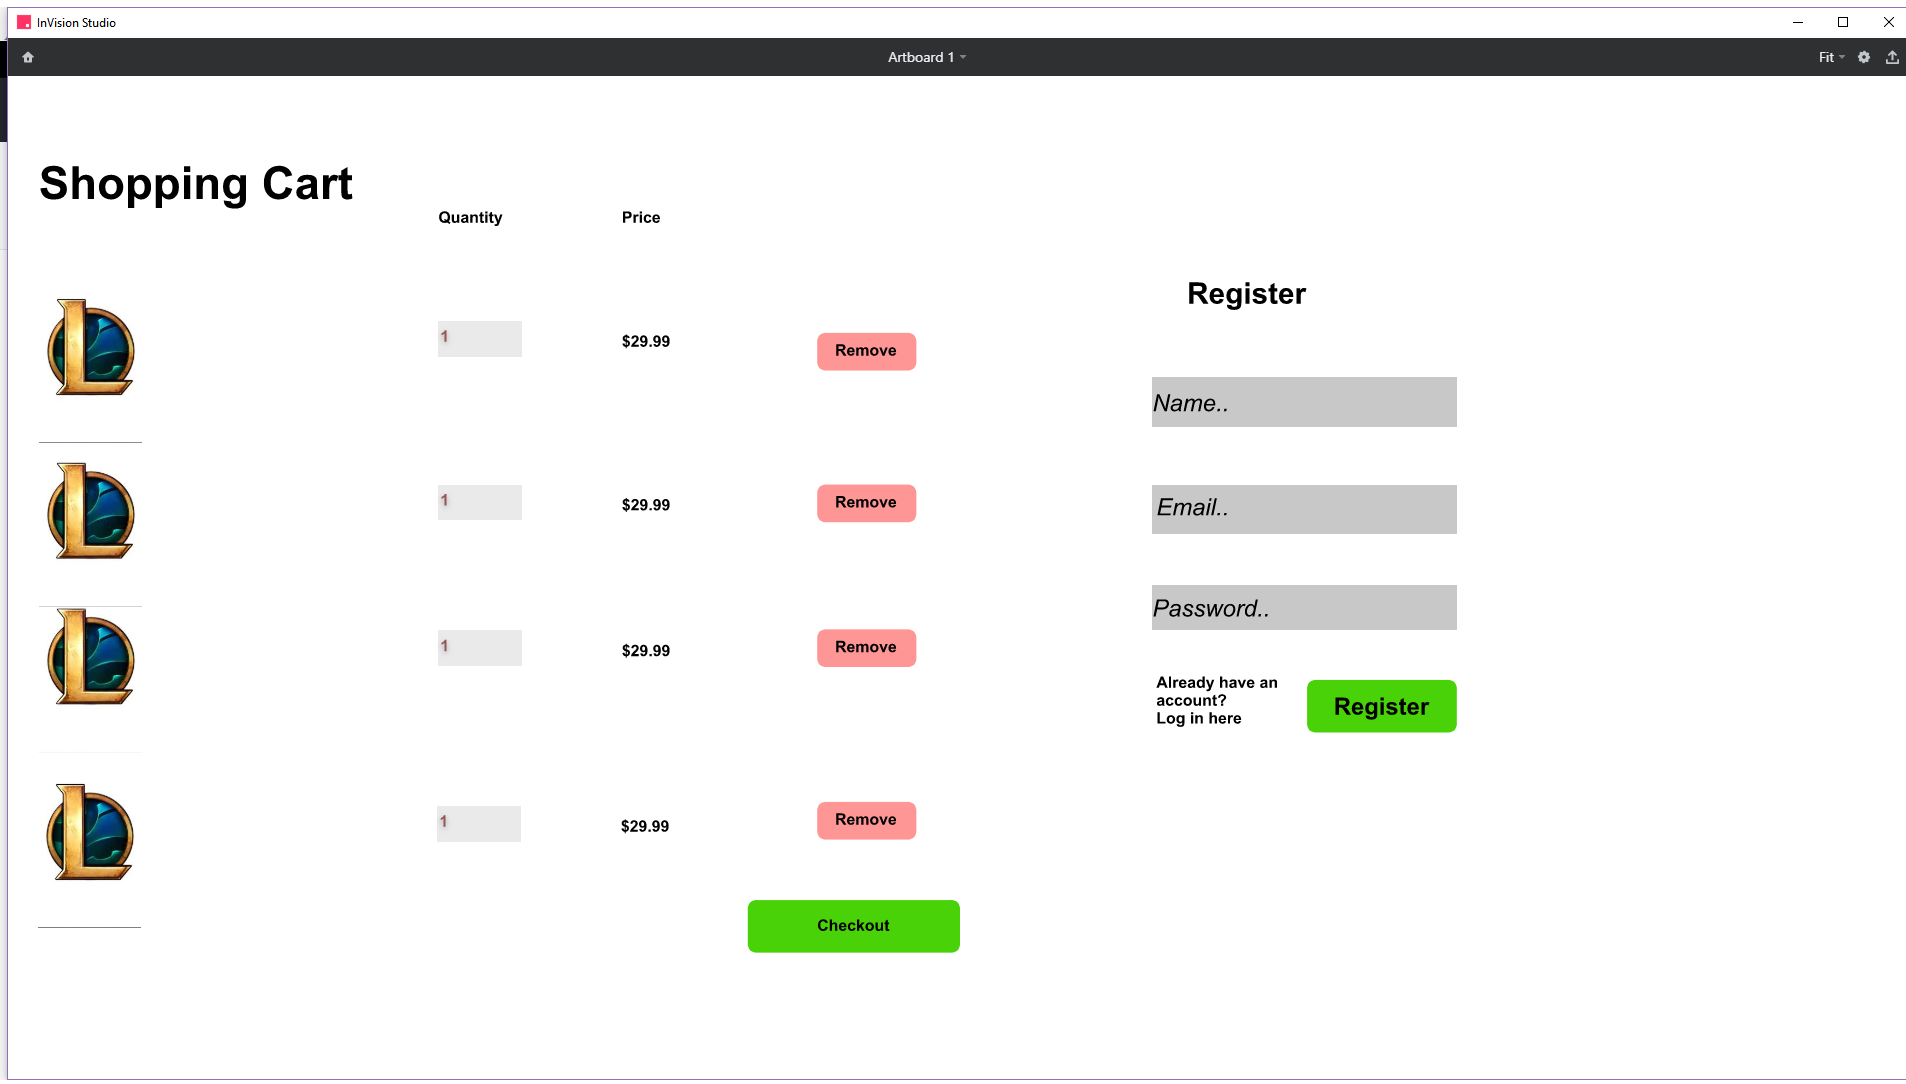 InVision Studio
Artboard 1
Fit
Shopping Cart
Quantity Price
1 $29.99 Remove
1 $29.99 Remove
1 $29.99 Remove
1 $29.99 Remove
Checkout
Register
Name..
Email..
Password..
Already have an
account?
Log in here
Register